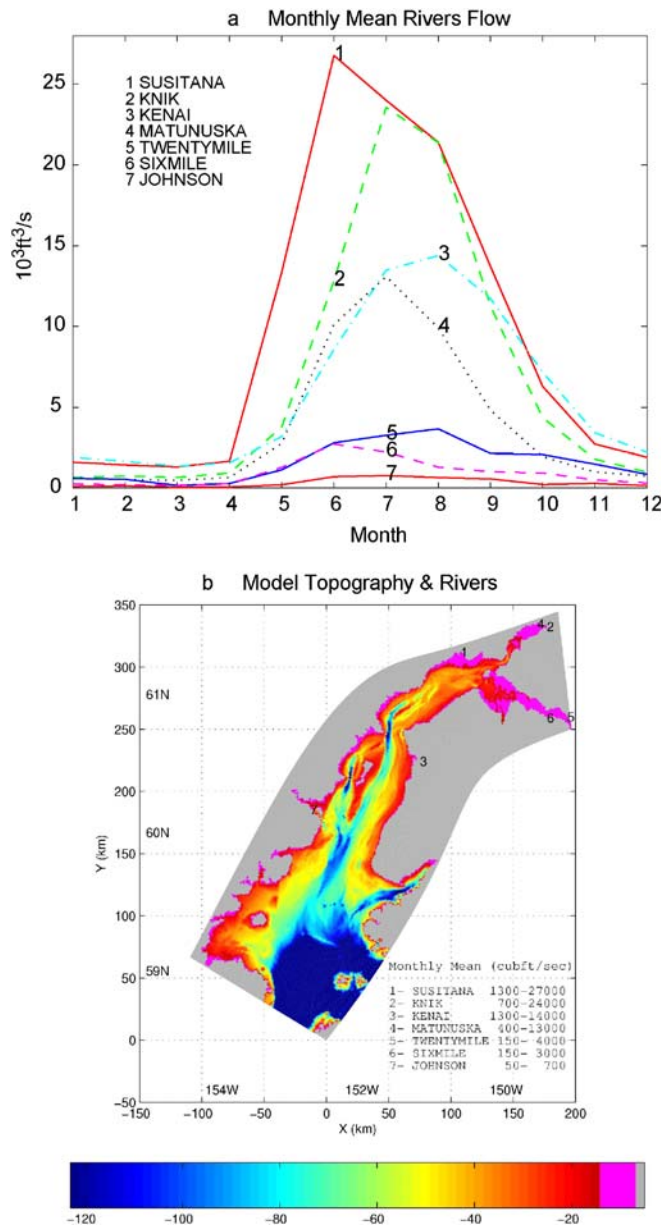 a Monthly Mean Rivers Flow
10³ft³/s
25
20
15
10
5
0
1 SUSITANA
2 KNIK
3 KENAI
4 MATUNUSKA
5 TWENTYMILE
6 SIXMILE
7 JOHNSON
1
2
3
4
5
6
7
1 2 3 4 5 6 7 8 9 10 11 12
Month
b Model Topography & Rivers
Y (km)
350
300
250
200
150
100
50
0
−50
61N
60N
59N
4 2
1
6 5
3
7
Monthly Mean (cubft/sec)
1− SUSITANA 1300−27000
2− KNIK 700−24000
3− KENAI 1300−14000
4− MATUNUSKA 400−13000
5− TWENTYMILE 150− 4000
6− SIXMILE 150− 3000
7− JOHNSON 50− 700
154W 152W 150W
−150 −100 −50 0 50 100 150 200
X (km)
−120 −100 −80 −60 −40 −20